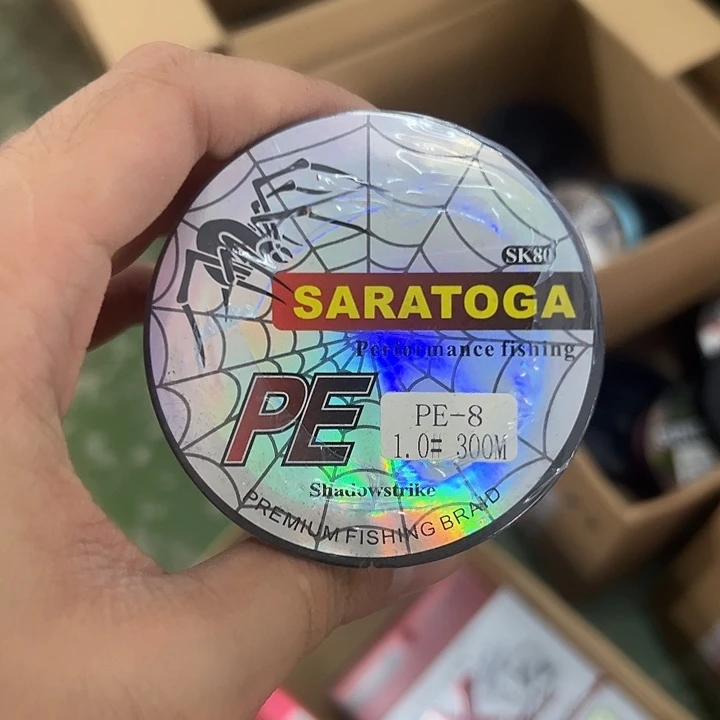 SK80
SARATOGA
Performance fishing
PE
PE-8
1.0# 300M
Shadowstrike
PREMIUM FISHING BRAID